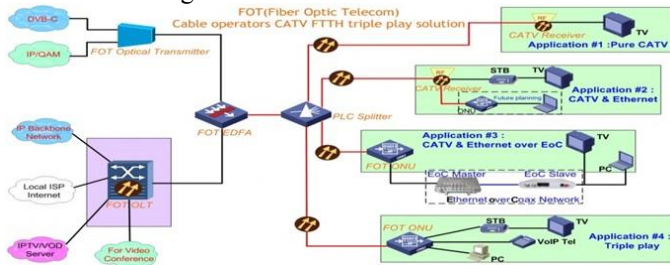 FOT(Fiber Optic Telecom)
Cable operators CATV FTTH triple play solution
DVB-C
IP/QAM
FOT Optical Transmitter
IP Backbone
Network
Local ISP
Internet
IPTV/VOD
Server
For Video
Conference
FOT OLT
FOT EDFA
PLC Splitter
RF
CATV Receiver
TV
Application #1 :Pure CATV
RF
CATV Receiver
STB
TV
Future planning
ONU
Application #2 :
CATV & Ethernet
Application #3 :
CATV & Ethernet over EoC
FOT ONU
TV
PC
EoC Master
EoC Slave
Ethernet over Coax Network
FOT ONU
STB
TV
VoIP Tel
PC
Application #4 :
Triple play